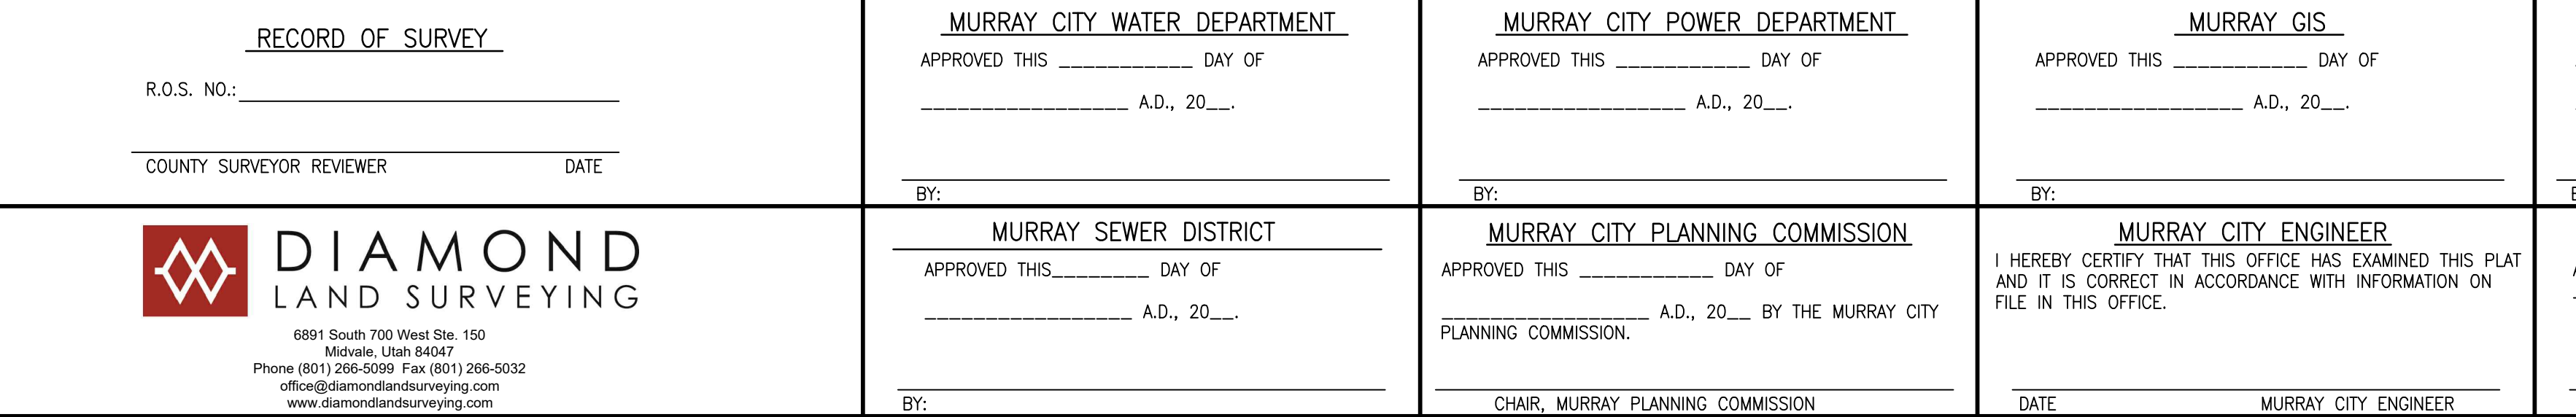 RECORD OF SURVEY
R.O.S. NO.:____________________
COUNTY SURVEYOR REVIEWER DATE
MURRAY CITY WATER DEPARTMENT
APPROVED THIS ___________ DAY OF
_________________ A.D., 20__.
BY:
MURRAY CITY POWER DEPARTMENT
APPROVED THIS ___________ DAY OF
_________________ A.D., 20__.
BY:
MURRAY GIS
APPROVED THIS ___________ DAY OF
_________________ A.D., 20__.
BY:
DIAMOND
LAND SURVEYING
6891 South 700 West Ste. 150
Midvale, Utah 84047
Phone (801) 266-5099 Fax (801) 266-5032
office@diamondlandsurveying.com
www.diamondlandsurveying.com
MURRAY SEWER DISTRICT
APPROVED THIS________ DAY OF
_________________ A.D., 20__.
BY:
MURRAY CITY PLANNING COMMISSION
APPROVED THIS ___________ DAY OF
_________________ A.D., 20__ BY THE MURRAY CITY
PLANNING COMMISSION.
CHAIR, MURRAY PLANNING COMMISSION
MURRAY CITY ENGINEER
I HEREBY CERTIFY THAT THIS OFFICE HAS EXAMINED THIS PLAT
AND IT IS CORRECT IN ACCORDANCE WITH INFORMATION ON
FILE IN THIS OFFICE.
DATE MURRAY CITY ENGINEER